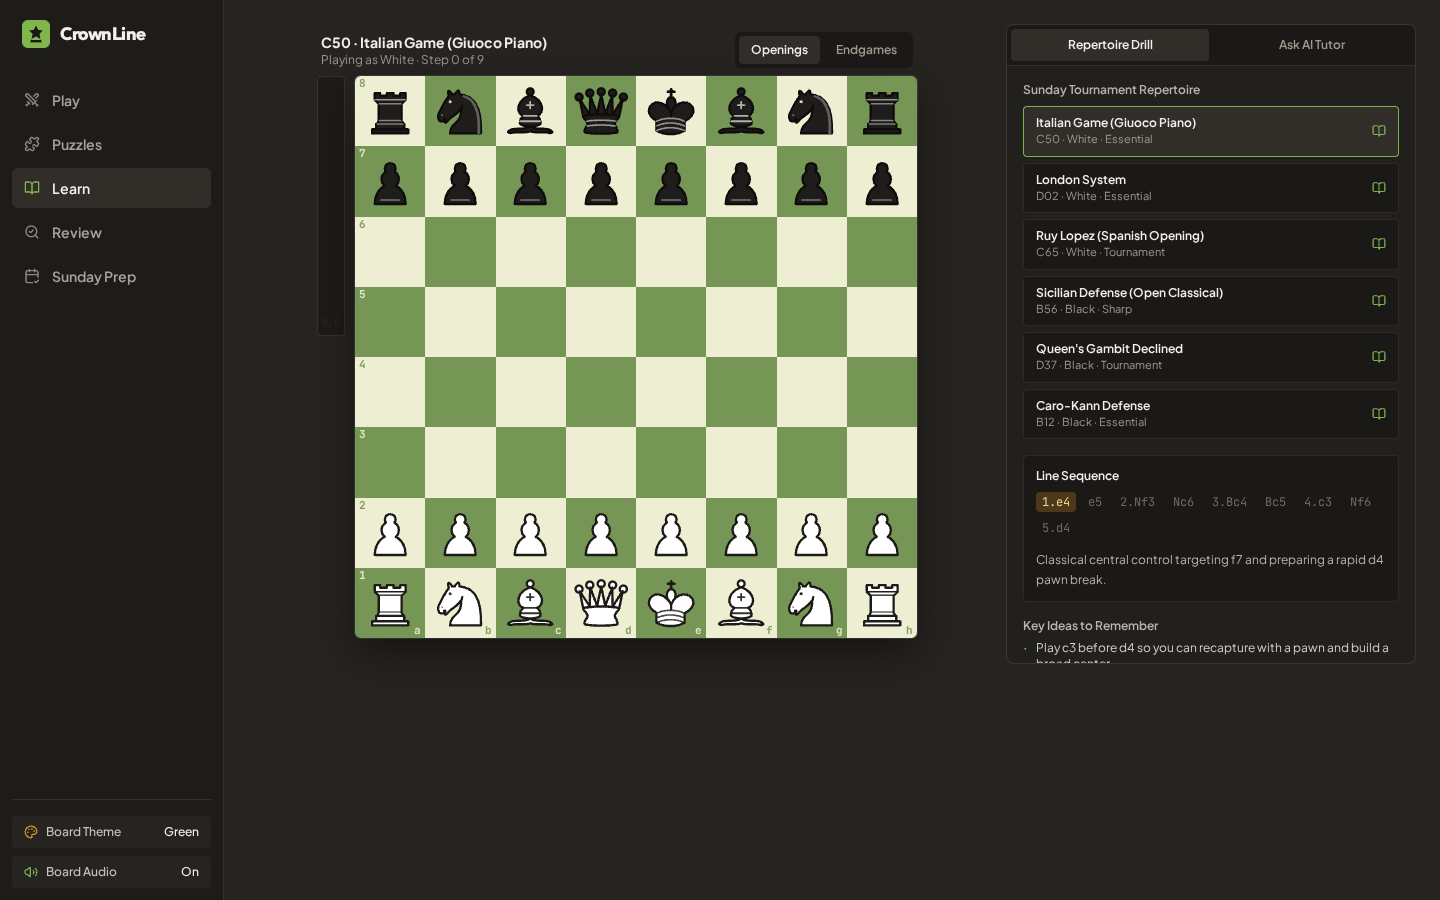 CrownLine
Play
Puzzles
Learn
Review
Sunday Prep
Board Theme Green
Board Audio On
C50 · Italian Game (Giuoco Piano)
Playing as White · Step 0 of 9
Openings Endgames
8
7
6
5
4
3
2
1
a b c d e f g h
Repertoire Drill Ask AI Tutor
Sunday Tournament Repertoire
Italian Game (Giuoco Piano)
C50 · White · Essential
London System
D02 · White · Essential
Ruy Lopez (Spanish Opening)
C65 · White · Tournament
Sicilian Defense (Open Classical)
B56 · Black · Sharp
Queen's Gambit Declined
D37 · Black · Tournament
Caro-Kann Defense
B12 · Black · Essential
Line Sequence
1.e4 e5 2.Nf3 Nc6 3.Bc4 Bc5 4.c3 Nf6
5.d4
Classical central control targeting f7 and preparing a rapid d4
pawn break.
Key Ideas to Remember
· Play c3 before d4 so you can recapture with a pawn and build a
broad center.